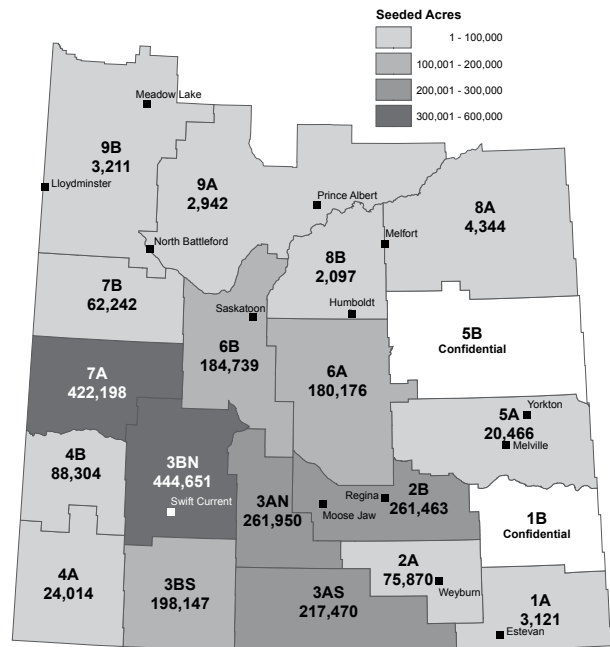 Seeded Acres
1 - 100,000
100,001 - 200,000
200,001 - 300,000
300,001 - 600,000
Meadow Lake
9B
3,211
Lloydminster
9A
2,942
Prince Albert
8A
4,344
North Battleford
Melfort
8B
2,097
7B
62,242
Saskatoon
Humboldt
6B
184,739
5B
Confidential
6A
180,176
7A
422,198
Yorkton
5A
20,466
Melville
4B
88,304
3BN
444,651
Swift Current
3AN
261,950
Regina
Moose Jaw
2B
261,463
1B
Confidential
4A
24,014
3BS
198,147
2A
75,870
Weyburn
3AS
217,470
1A
3,121
Estevan